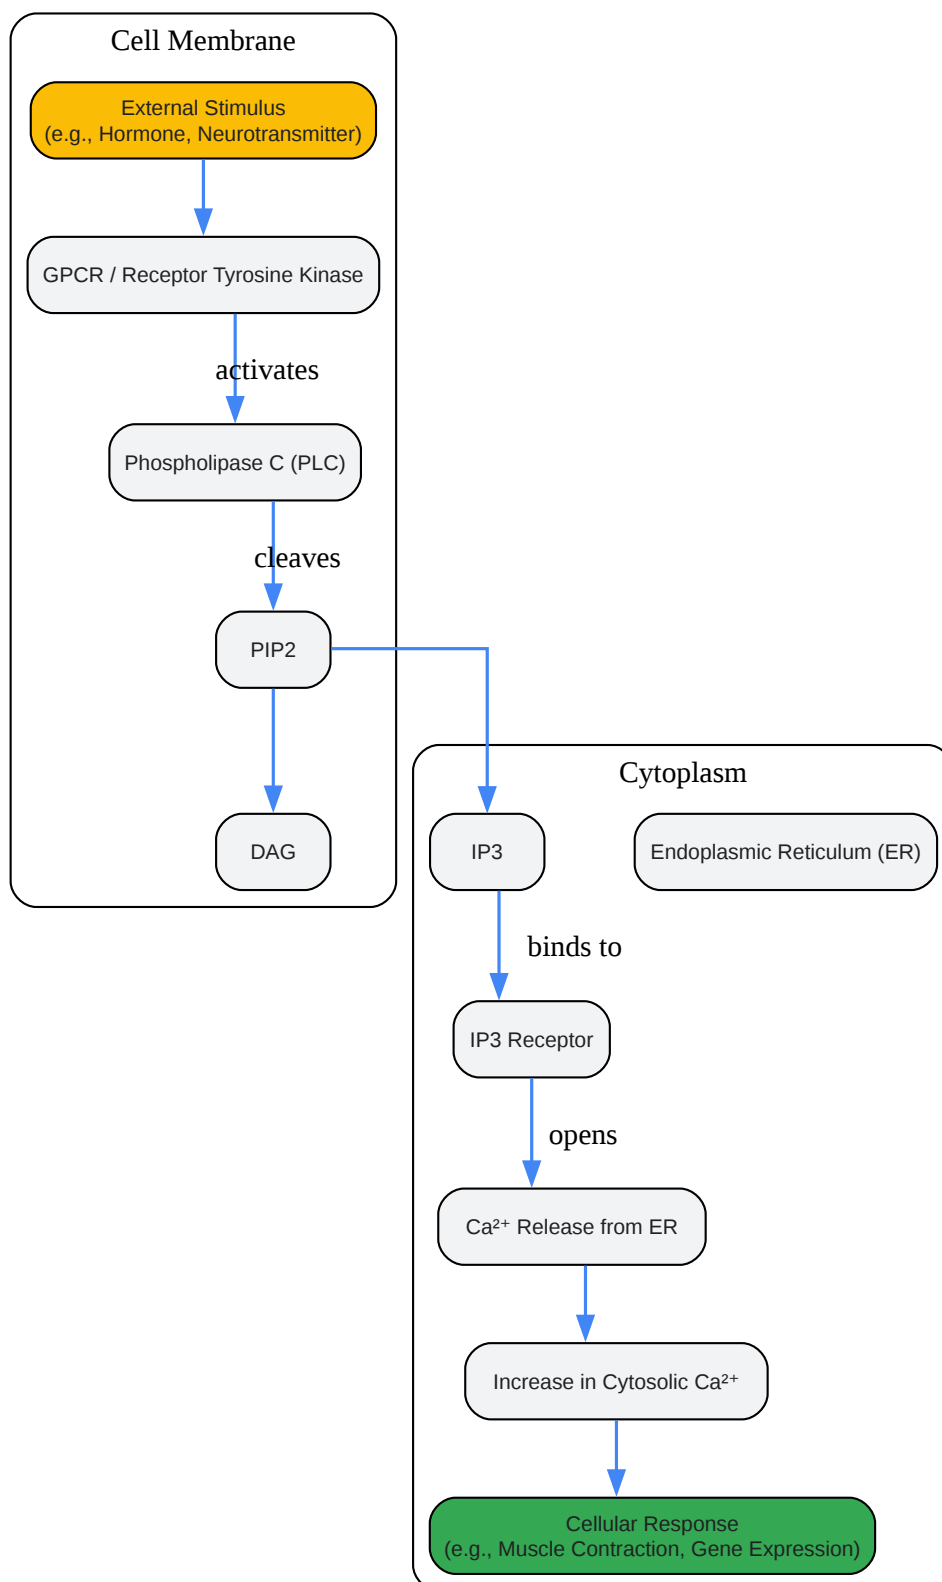 Cell Membrane
External Stimulus
(e.g., Hormone, Neurotransmitter)
GPCR / Receptor Tyrosine Kinase
activates
Phospholipase C (PLC)
cleaves
PIP2
DAG
Cytoplasm
IP3
Endoplasmic Reticulum (ER)
binds to
IP3 Receptor
opens
Ca²⁺ Release from ER
Increase in Cytosolic Ca²⁺
Cellular Response
(e.g., Muscle Contraction, Gene Expression)